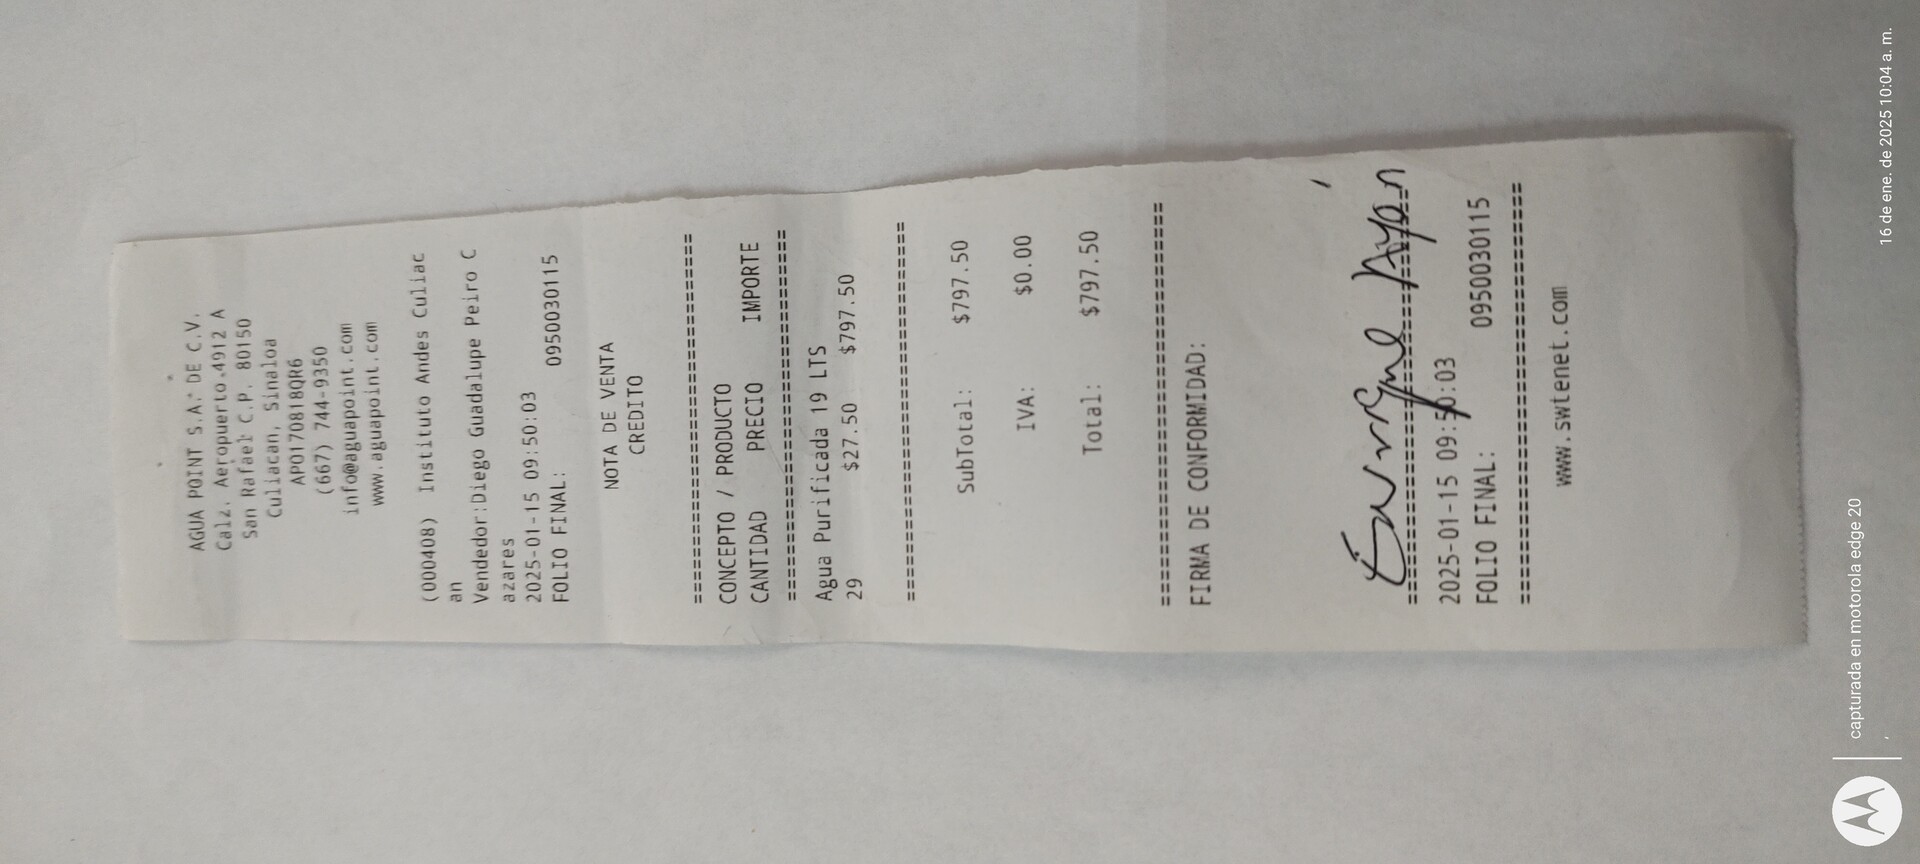 AGUA POINT S.A. DE C.V.
Calz. Aeropuerto 4912 A
San Rafael C.P. 80150
Culiacan, Sinaloa
APO170818QR6
(667) 744-9350
info@aguapoint.com
www.aguapoint.com
(000408) Instituto Andes Culiac
an
Vendedor:Diego Guadalupe Peiro C
azares
2025-01-15 09:50:03
FOLIO FINAL: 0950030115
NOTA DE VENTA
CREDITO
====================================
CONCEPTO / PRODUCTO
CANTIDAD PRECIO IMPORTE
====================================
Agua Purificada 19 LTS
29 $27.50 $797.50
====================================
SubTotal: $797.50
IVA: $0.00
Total: $797.50
====================================
FIRMA DE CONFORMIDAD:
Enrique Ayón
====================================
2025-01-15 09:50:03
FOLIO FINAL: 0950030115
====================================
www.swtenet.com
capturada en motorola edge 20
16 de ene. de 2025 10:04 a. m.